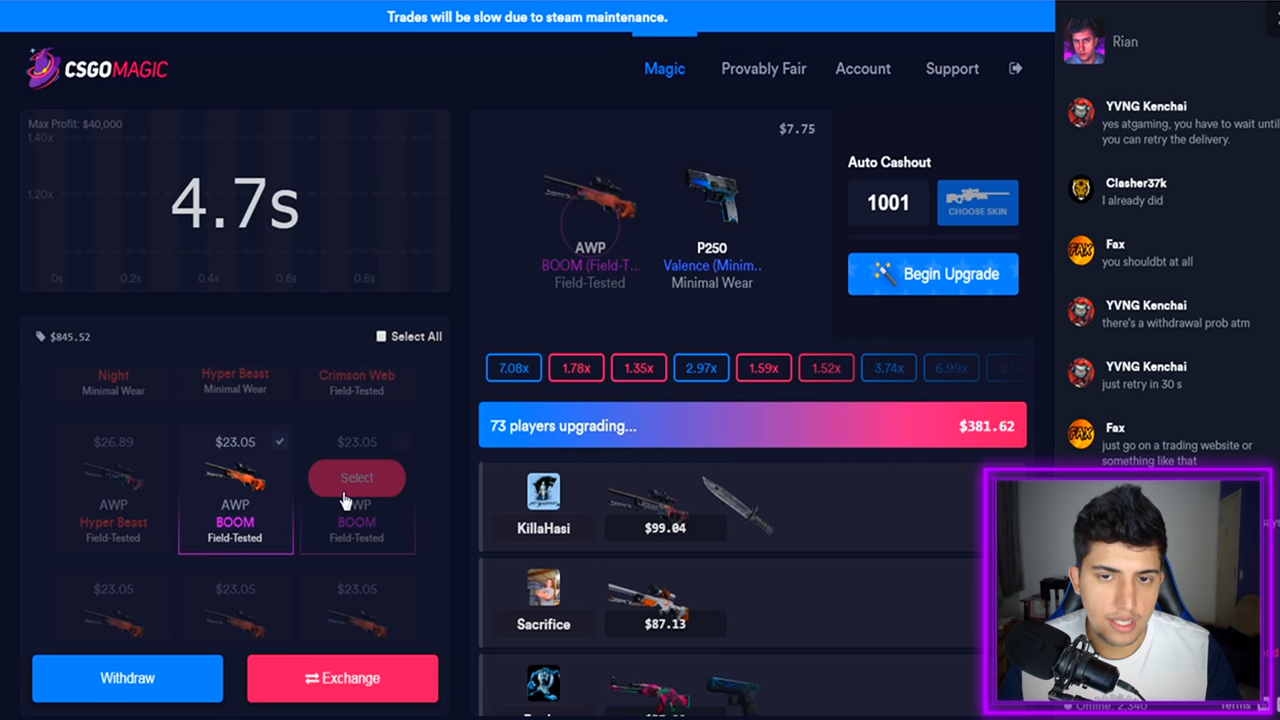 Trades will be slow due to steam maintenance.
CSGOMAGIC
Magic
Provably Fair
Account
Support
Rian
Max Profit: $40,000
1.40x
1.20x
4.7s
0s
0.2s
0.4s
0.6s
0.8s
$7.75
AWP
BOOM (Field-T..
Field-Tested
P250
Valence (Minim..
Minimal Wear
Auto Cashout
1001
CHOOSE SKIN
Begin Upgrade
YVNG Kenchai
yes atgaming, you have to wait until
you can retry the delivery.
Clasher37k
I already did
Fax
you shouldbt at all
YVNG Kenchai
there's a withdrawal prob atm
YVNG Kenchai
just retry in 30 s
Fax
just go on a trading website or
something like that
$845.52
Select All
Night
Minimal Wear
Hyper Beast
Minimal Wear
Crimson Web
Field-Tested
$26.89
AWP
Hyper Beast
Field-Tested
$23.05
AWP
BOOM
Field-Tested
$23.05
Select
AWP
BOOM
Field-Tested
$23.05
$23.05
$23.05
Withdraw
Exchange
7.08x
1.78x
1.35x
2.97x
1.59x
1.52x
3.74x
6.99x
73 players upgrading...
$381.62
KillaHasi
$99.04
Sacrifice
$87.13
FAX
FAX
Online: 2,340
Terms